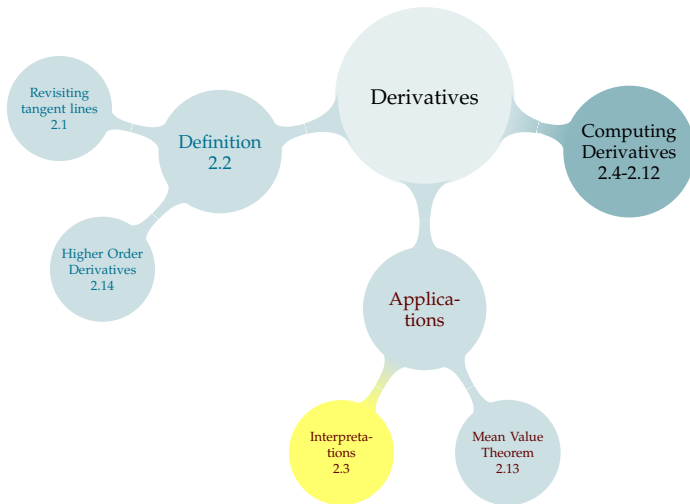 Derivatives
Revisiting
tangent lines
2.1
Definition
2.2
Computing
Derivatives
2.4-2.12
Higher Order
Derivatives
2.14
Applica-
tions
Interpreta-
tions
2.3
Mean Value
Theorem
2.13